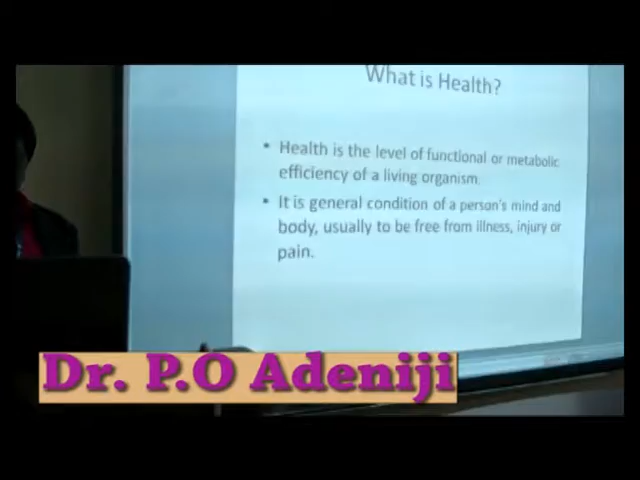 What is Health?
• Health is the level of functional or metabolic
efficiency of a living organism.
• It is general condition of a person's mind and
body, usually to be free from illness, injury or
pain.
Dr. P.O Adeniji